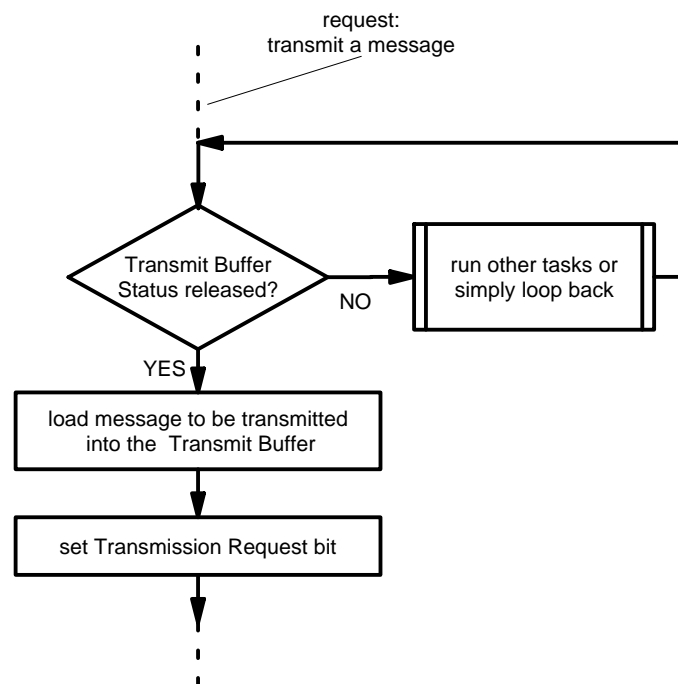 request:
transmit a message
Transmit Buffer
Status released?
NO
run other tasks or
simply loop back
YES
load message to be transmitted
into the Transmit Buffer
set Transmission Request bit